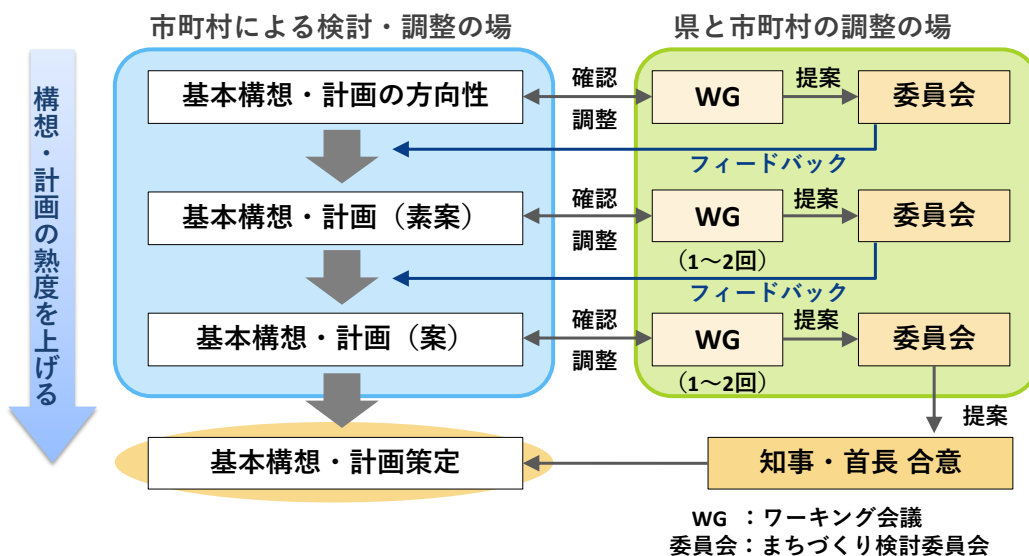 市町村による検討・調整の場
県と市町村の調整の場
構想・計画の熟度を上げる
基本構想・計画の方向性
確認
調整
WG
提案
委員会
フィードバック
基本構想・計画（素案）
確認
調整
WG
（1～2回）
提案
委員会
フィードバック
基本構想・計画（案）
確認
調整
WG
（1～2回）
提案
委員会
提案
基本構想・計画策定
知事・首長 合意
WG ：ワーキング会議
委員会：まちづくり検討委員会